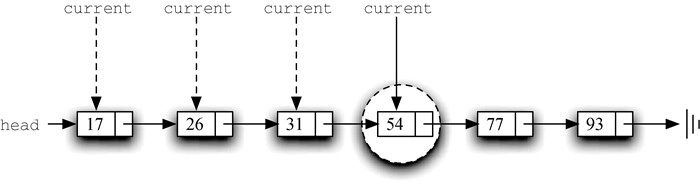 current current current current
head 17 26 31 54 77 93